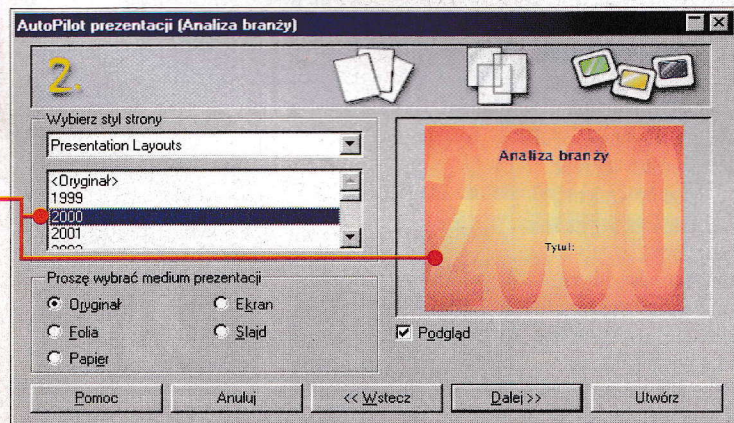 AutoPilot prezentacji (Analiza branży)
2.
Wybierz styl strony
Presentation Layouts
<Oryginał>
1999
2000
2001
Analiza branży
Tytuł:
2000
Proszę wybrać medium prezentacji
Oryginał
Ekran
Folia
Slajd
Papier
Podgląd
Pomoc
Anuluj
<< Wstecz
Dalej >>
Utwórz